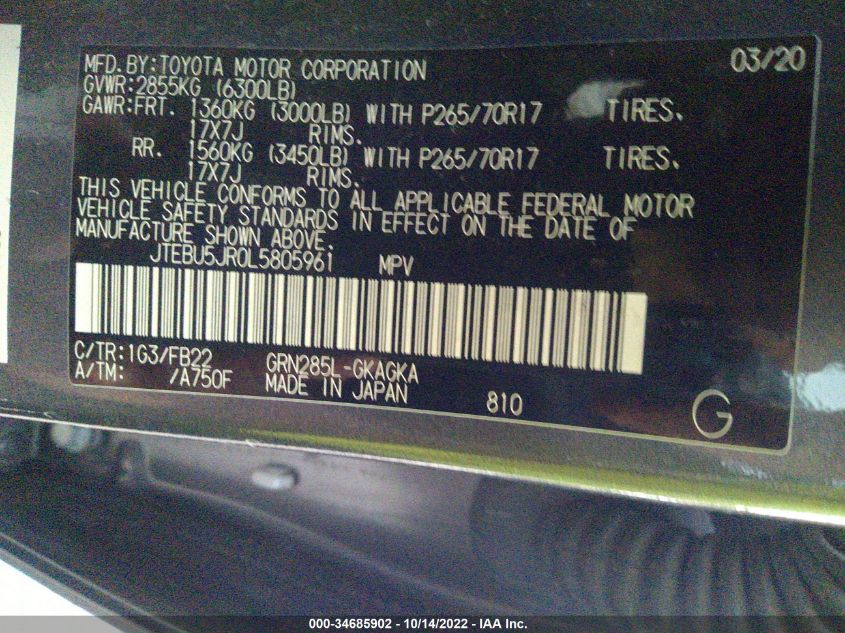 MFD. BY: TOYOTA MOTOR CORPORATION 03/20
GVWR: 2855KG (6300LB)
GAWR: FRT. 1360KG (3000LB) WITH P265/70R17 TIRES.
17X7J RIMS.
RR. 1560KG (3450LB) WITH P265/70R17 TIRES.
17X7J RIMS.
THIS VEHICLE CONFORMS TO ALL APPLICABLE FEDERAL MOTOR
VEHICLE SAFETY STANDARDS IN EFFECT ON THE DATE OF
MANUFACTURE SHOWN ABOVE.
JTEBU5JR0L5805961 MPV
C/TR: 1G3/FB22 GRN285L-GKAGKA
A/TM: /A750F MADE IN JAPAN 810
G
000-34685902 - 10/14/2022 - IAA Inc.